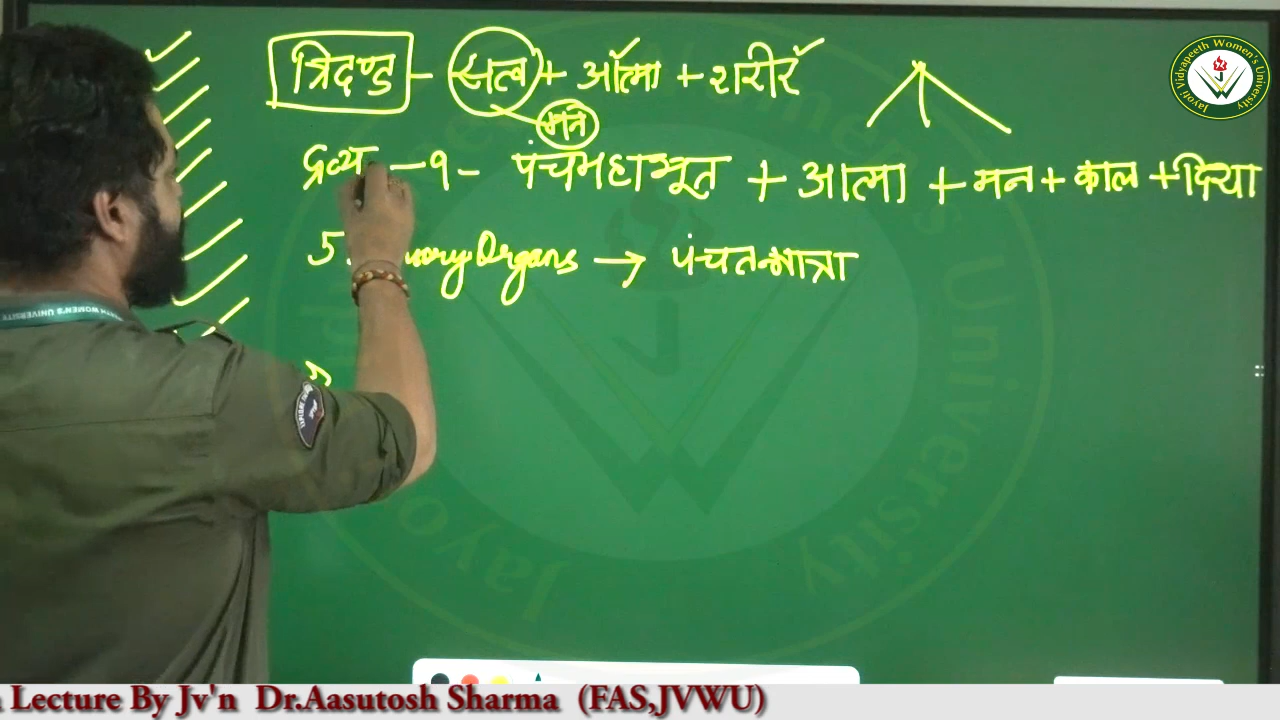 त्रिदण्ड - सत्व + आत्मा + शरीर
मन
द्रव्य - 9 - पंचमहाभूत + आत्मा + मन + काल + दिशा
5 Organs → पंचतन्मात्रा
Jayoti Vidyapeeth Women's University
Lecture By Jv'n Dr.Aasutosh Sharma (FAS,JVWU)